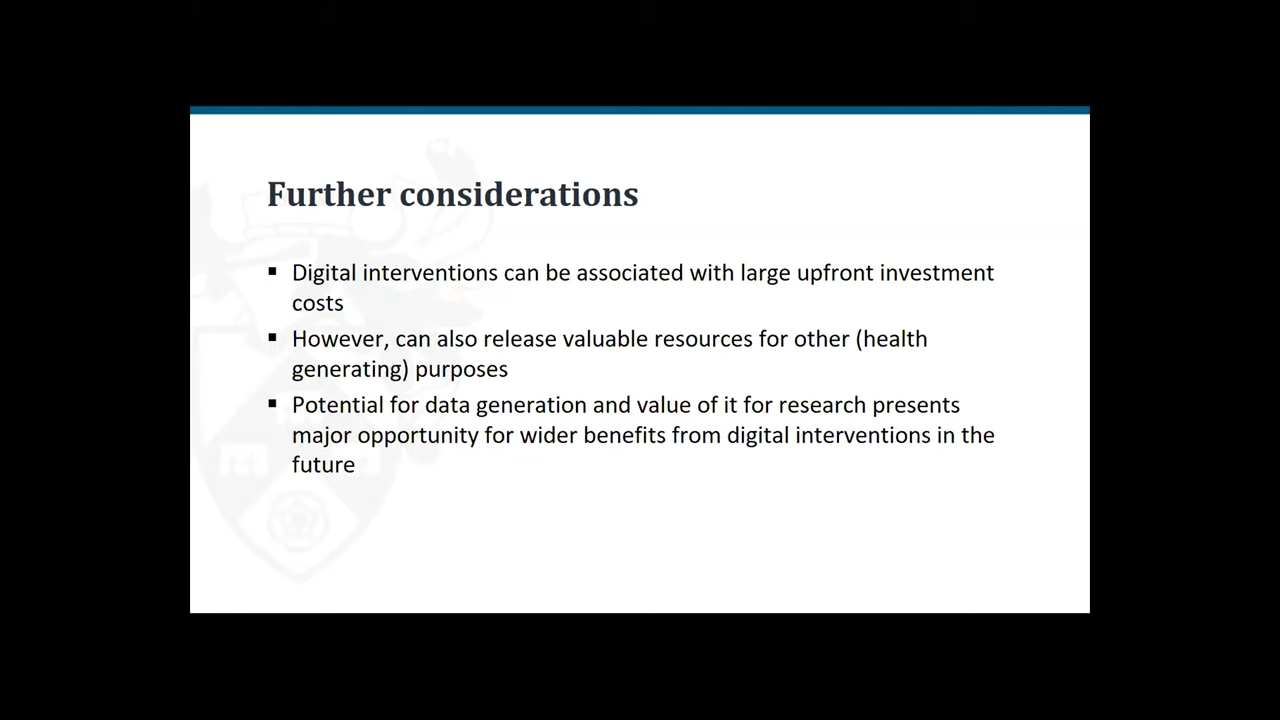 Further considerations
▪ Digital interventions can be associated with large upfront investment
costs
▪ However, can also release valuable resources for other (health
generating) purposes
▪ Potential for data generation and value of it for research presents
major opportunity for wider benefits from digital interventions in the
future